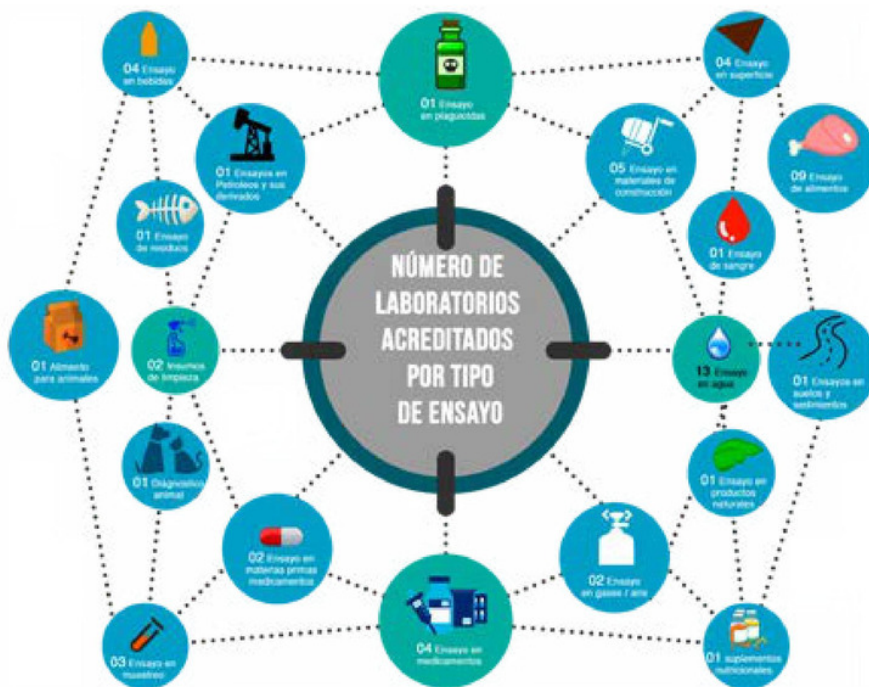 04 Ensayo
en bebidas
01 Ensayo
en plaguicidas
04 Ensayo
en superficie
01 Ensayos en
Petroleos y sus
derivados
05 Ensayo en
materiales de
construcción
09 Ensayo
de alimentos
01 Ensayo
de residuos
01 Ensayo
de sangre
NÚMERO DE
LABORATORIOS
ACREDITADOS
POR TIPO
DE ENSAYO
01 Alimento
para animales
02 Insumos
de limpieza
13 Ensayo
en agua
01 Ensayos en
suelos y
sedimientos
01 Diagnostico
animal
01 Ensayo en
productos
naturales
02 Ensayo en
materias primas
medicamentos
02 Ensayo
en gases / aire
03 Ensayo en
muestreo
04 Ensayo en
medicamentos
01 suplementos
nutricionales